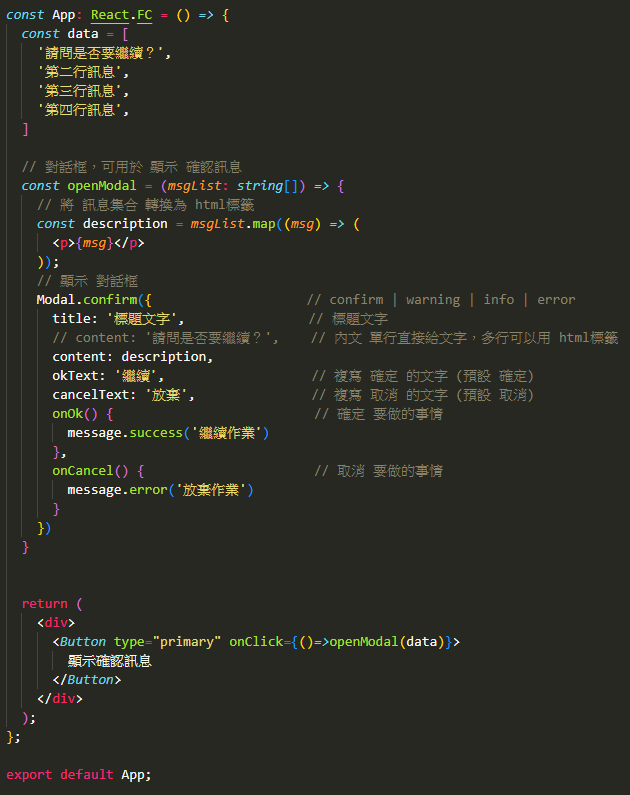 const App: React.FC = () => {
  const data = [
    '請問是否要繼續？',
    '第二行訊息',
    '第三行訊息',
    '第四行訊息',
  ]
  // 對話框，可用於 顯示 確認訊息
  const openModal = (msgList: string[]) => {
    // 將 訊息集合 轉換為 html標籤
    const description = msgList.map((msg) => (
      <p>{msg}</p>
    ));
    // 顯示 對話框
    Modal.confirm({                    // confirm | warning | info | error
      title: '標題文字',                // 標題文字
      // content: '請問是否要繼續？',    // 內文 單行直接給文字，多行可以用 html標籤
      content: description,
      okText: '繼續',                   // 複寫 確定 的文字 (預設 確定)
      cancelText: '放棄',               // 複寫 取消 的文字 (預設 取消)
      onOk() {                          // 確定 要做的事情
        message.success('繼續作業')
      },
      onCancel() {                      // 取消 要做的事情
        message.error('放棄作業')
      }
    })
  }
  return (
    <div>
      <Button type="primary" onClick={()=>openModal(data)}>
        顯示確認訊息
      </Button>
    </div>
  );
};
export default App;